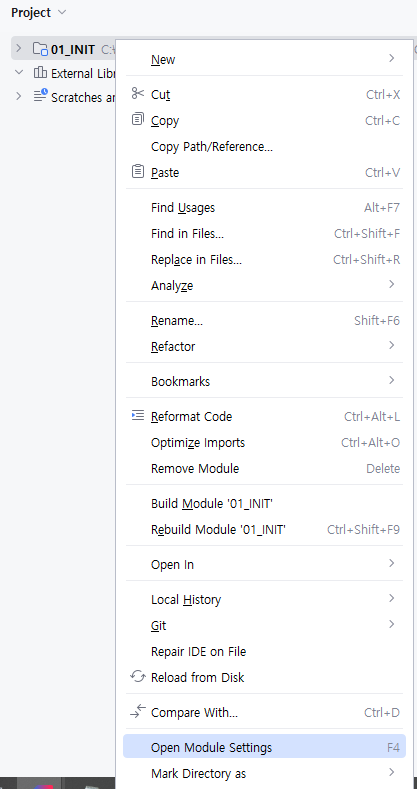 Project
01_INIT C:\
External Lib
Scratches a
New
Cut Ctrl+X
Copy Ctrl+C
Copy Path/Reference...
Paste Ctrl+V
Find Usages Alt+F7
Find in Files... Ctrl+Shift+F
Replace in Files... Ctrl+Shift+R
Analyze
Rename... Shift+F6
Refactor
Bookmarks
Reformat Code Ctrl+Alt+L
Optimize Imports Ctrl+Alt+O
Remove Module Delete
Build Module '01_INIT'
Rebuild Module '01_INIT' Ctrl+Shift+F9
Open In
Local History
Git
Repair IDE on File
Reload from Disk
Compare With... Ctrl+D
Open Module Settings F4
Mark Directory as